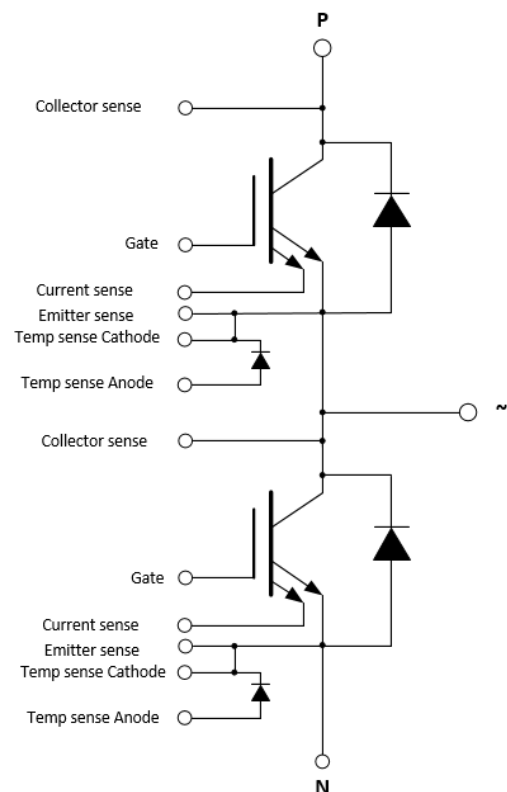 P
Collector sense
Gate
Current sense
Emitter sense
Temp sense Cathode
Temp sense Anode
~
Collector sense
Gate
Current sense
Emitter sense
Temp sense Cathode
Temp sense Anode
N